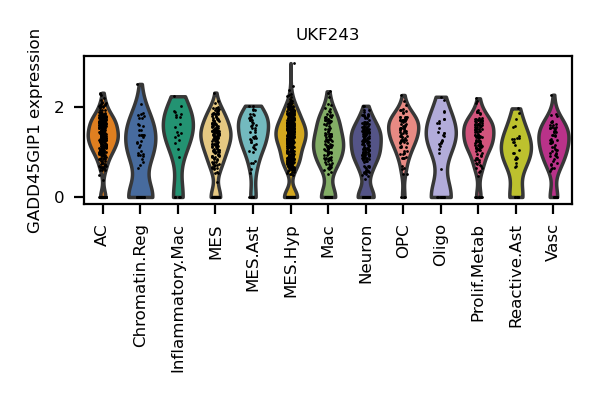 UKF243
GADD45GIP1 expression
2
0
AC
Chromatin.Reg
Inflammatory.Mac
MES
MES.Ast
MES.Hyp
Mac
Neuron
OPC
Oligo
Prolif.Metab
Reactive.Ast
Vasc